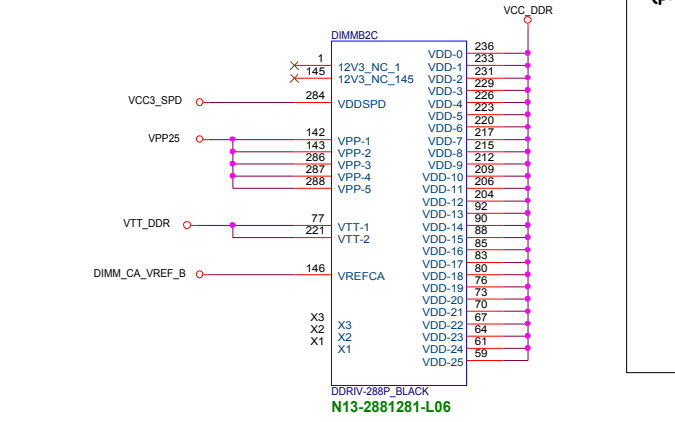 VCC_DDR
DIMMB2C
1
12V3_NC_1
145
12V3_NC_145
VCC3_SPD
284
VDDSPD
VPP25
142
VPP-1
143
VPP-2
286
VPP-3
287
VPP-4
288
VPP-5
VTT_DDR
77
VTT-1
221
VTT-2
DIMM_CA_VREF_B
146
VREFCA
X3
X3
X2
X2
X1
X1
VDD-0
236
VDD-1
233
VDD-2
231
VDD-3
229
VDD-4
226
VDD-5
223
VDD-6
220
VDD-7
217
VDD-8
215
VDD-9
212
VDD-10
209
VDD-11
206
VDD-12
204
VDD-13
92
VDD-14
90
VDD-15
88
VDD-16
85
VDD-17
83
VDD-18
80
VDD-19
76
VDD-20
73
VDD-21
70
VDD-22
67
VDD-23
64
VDD-24
61
VDD-25
59
DDRIV-288P_BLACK
N13-2881281-L06